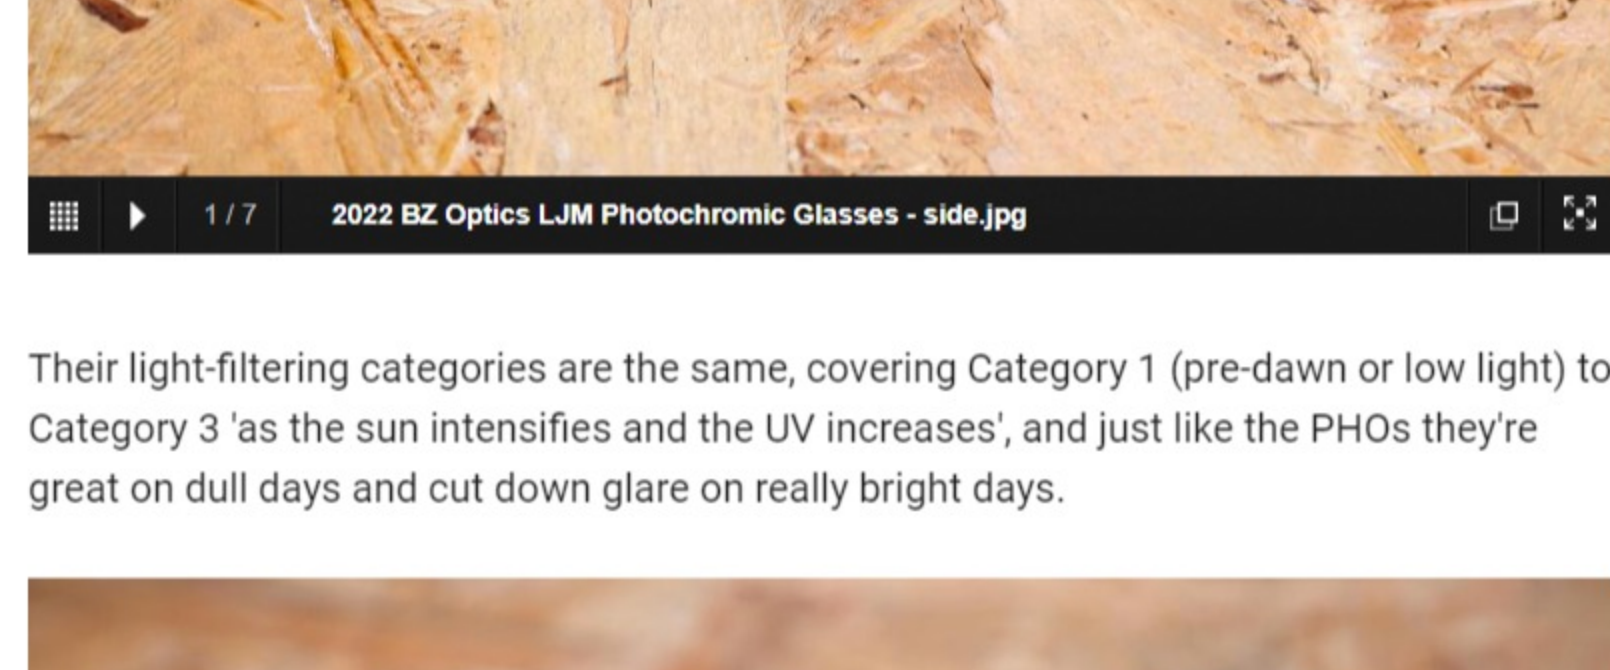 1 / 7
2022 BZ Optics LJM Photochromic Glasses - side.jpg
Their light-filtering categories are the same, covering Category 1 (pre-dawn or low light) to
Category 3 'as the sun intensifies and the UV increases', and just like the PHOs they're
great on dull days and cut down glare on really bright days.